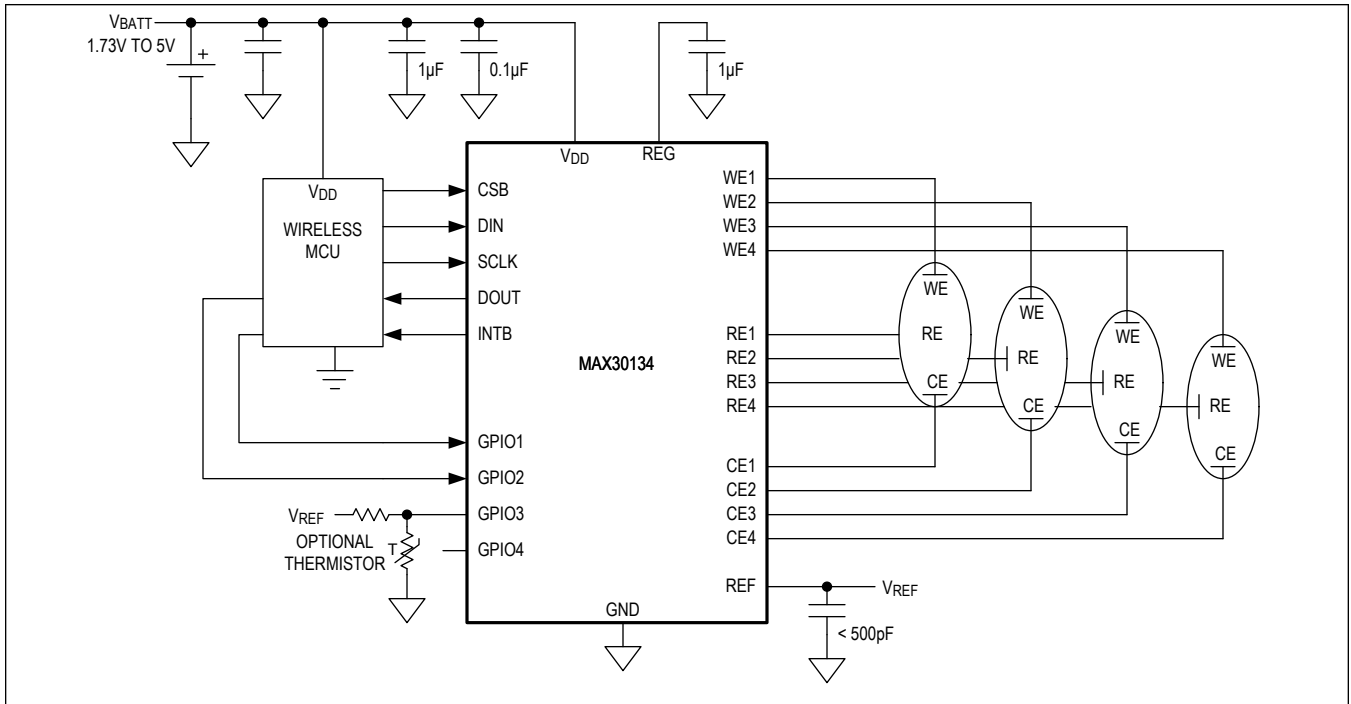 VBATT
1.73V TO 5V
+
1µF
0.1µF
1µF
VDD
REG
VDD
WIRELESS
MCU
CSB
DIN
SCLK
DOUT
INTB
GPIO1
GPIO2
GPIO3
GPIO4
VREF
OPTIONAL
THERMISTOR
T
MAX30134
GND
WE1
WE2
WE3
WE4
RE1
RE2
RE3
RE4
CE1
CE2
CE3
CE4
REF
VREF
< 500pF
WE
RE
CE
WE
RE
CE
WE
RE
CE
WE
RE
CE